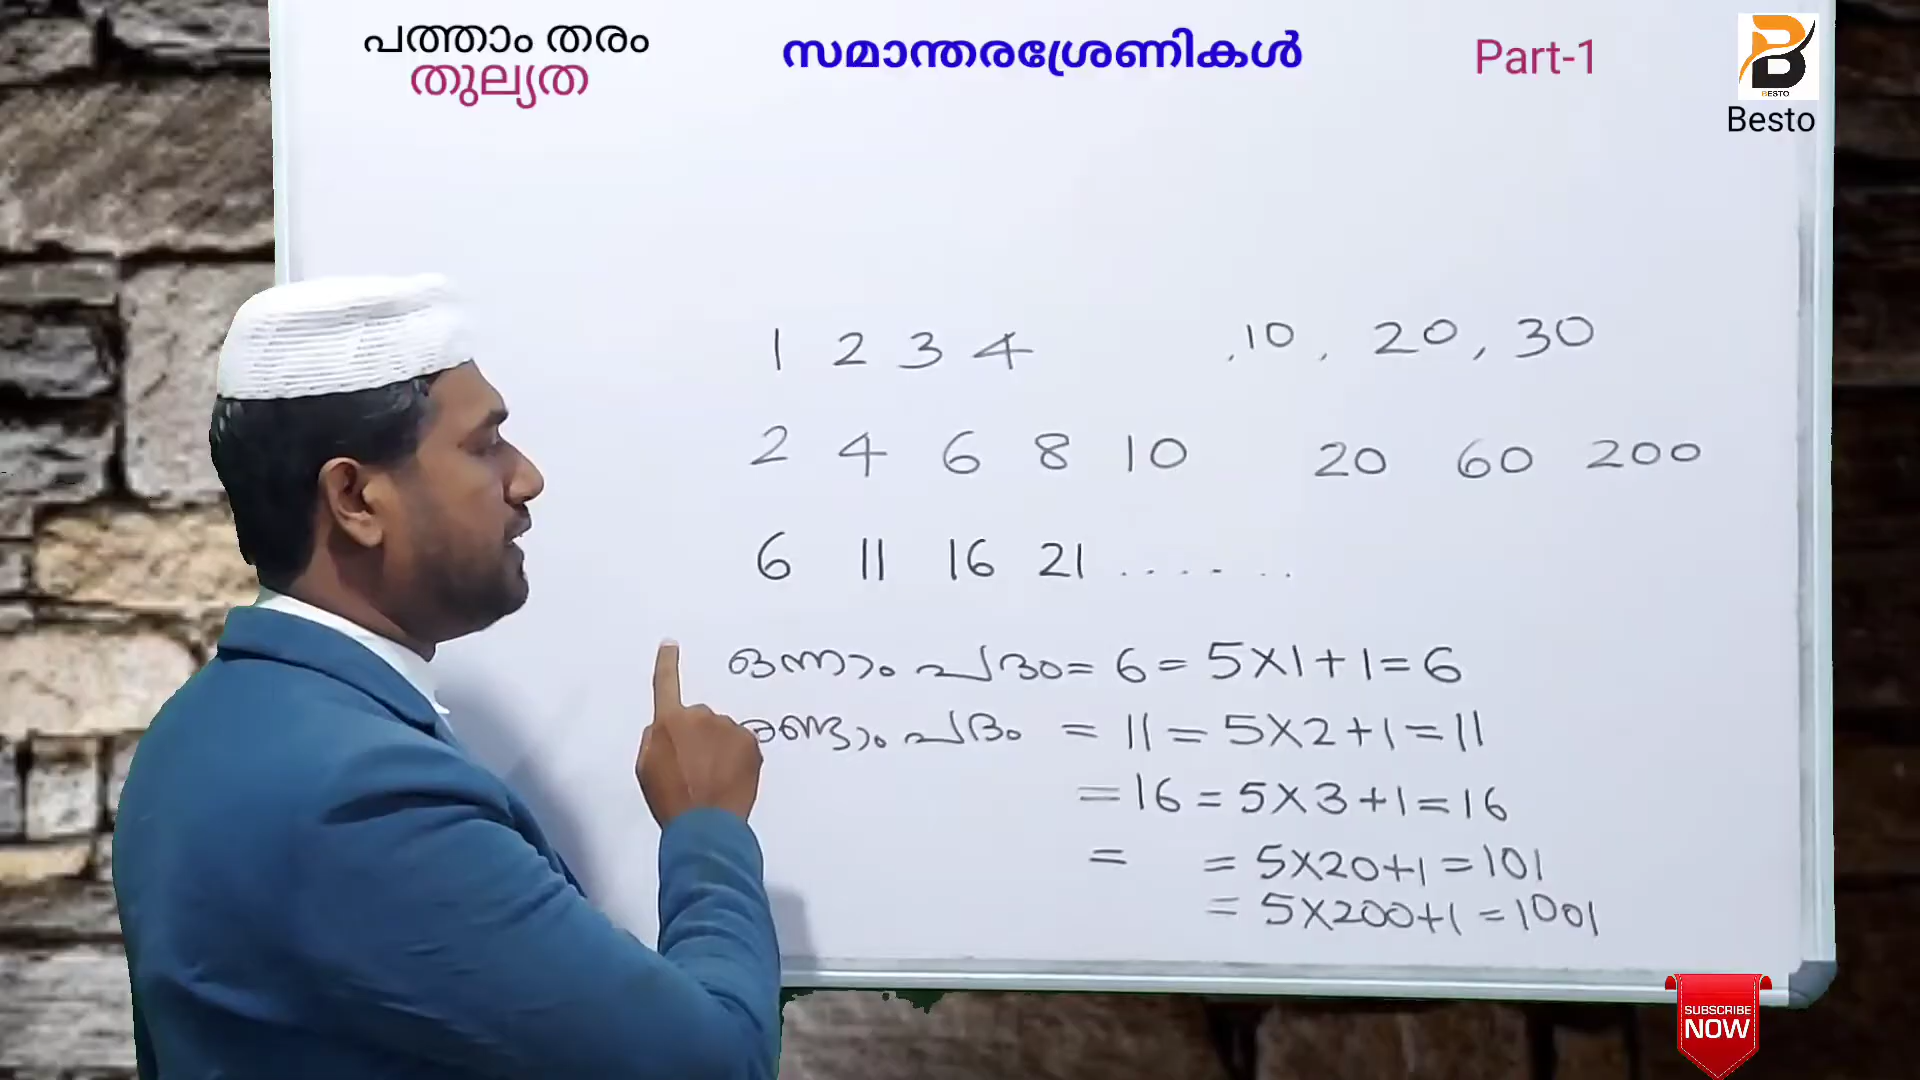 പത്താം തരം
തുല്യത
സമാന്തരശ്രേണികൾ
Part-1
BESTO
Besto
1 2 3 4
, 10, 20, 30
2 4 6 8 10
20 60 200
6 11 16 21 ......
ഒന്നാം പദം = 6 = 5X1+1=6
രണ്ടാം പദം = 11 = 5X2+1=11
=16=5X3+1=16
= =5X20+1=101
=5X200+1=1001
SUBSCRIBE
NOW